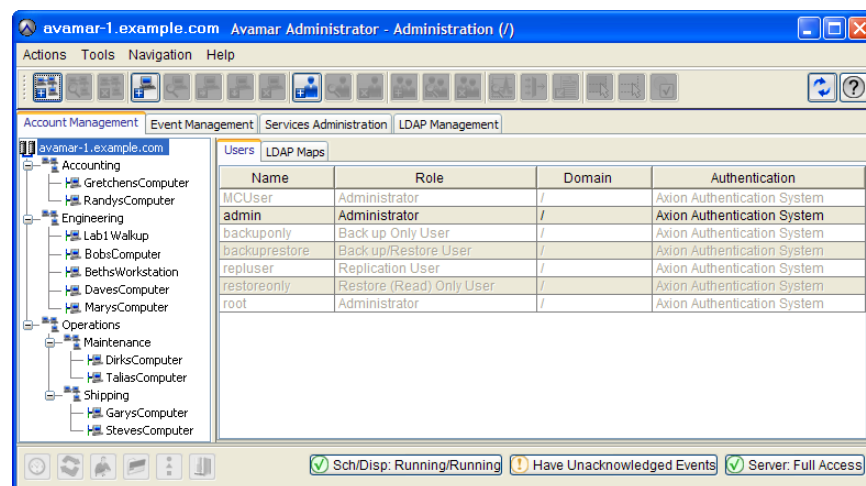 avamar-1.example.com Avamar Administrator - Administration (/)
Actions Tools Navigation Help
Account Management Event Management Services Administration LDAP Management
avamar-1.example.com
Accounting
GretchensComputer
RandysComputer
Engineering
Lab1Walkup
BobsComputer
BethsWorkstation
DavesComputer
MarysComputer
Operations
Maintenance
DirksComputer
TaliasComputer
Shipping
GarysComputer
StevesComputer
Users LDAP Maps
Name Role Domain Authentication
MCUser Administrator / Axion Authentication System
admin Administrator / Axion Authentication System
backuponly Back up Only User / Axion Authentication System
backuprestore Back up/Restore User / Axion Authentication System
repluser Replication User / Axion Authentication System
restoreonly Restore (Read) Only User / Axion Authentication System
root Administrator / Axion Authentication System
Sch/Disp: Running/Running Have Unacknowledged Events Server: Full Access